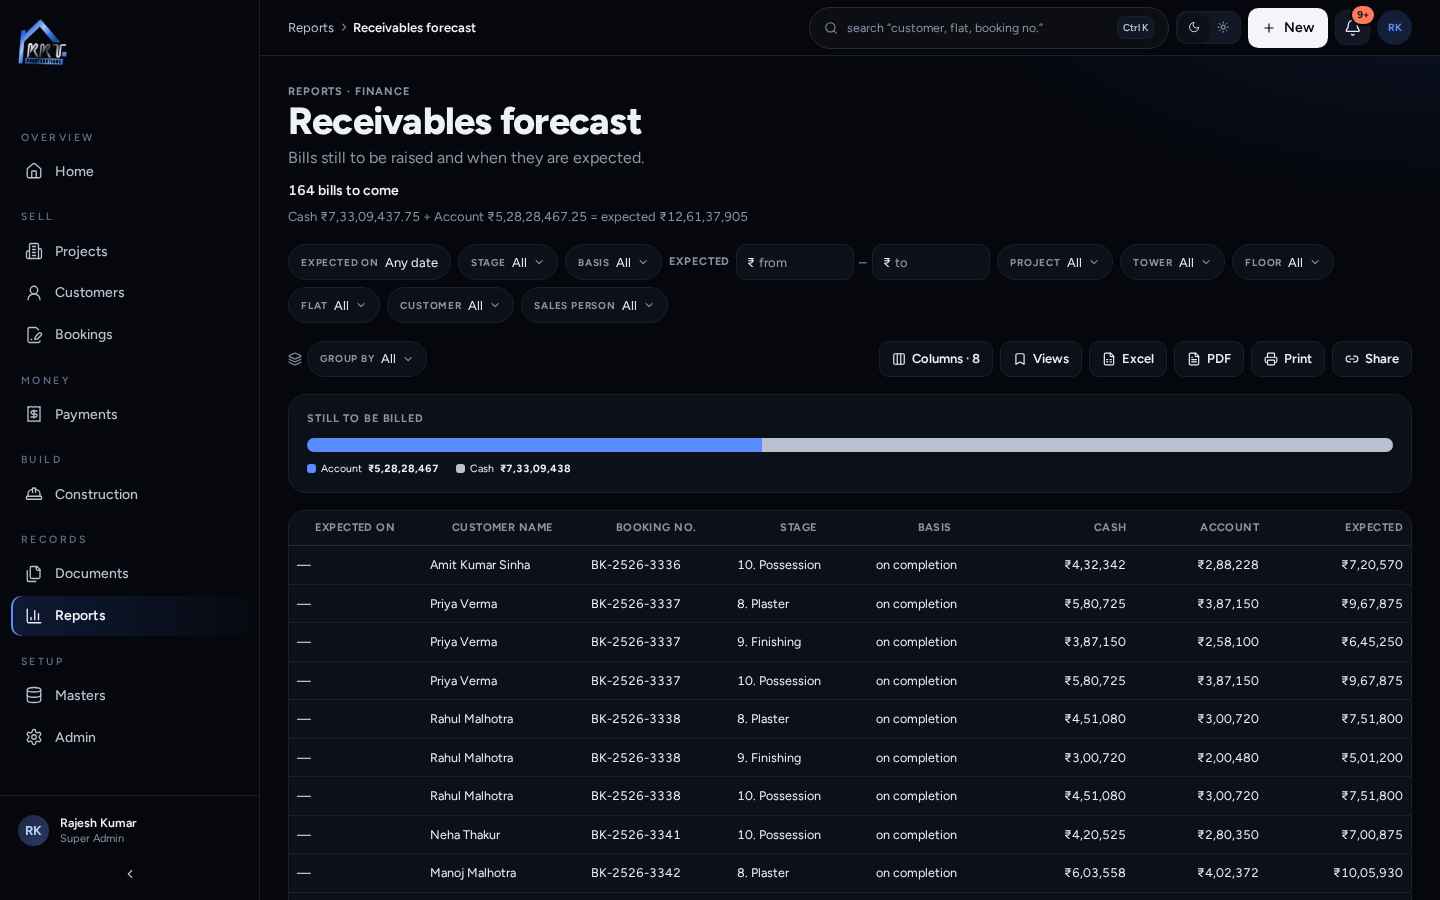 Reports > Receivables forecast
search “customer, flat, booking no.”
Ctrl K
New
9+
RK
OVERVIEW
Home
SELL
Projects
Customers
Bookings
MONEY
Payments
BUILD
Construction
RECORDS
Documents
Reports
SETUP
Masters
Admin
RK
Rajesh Kumar
Super Admin
REPORTS · FINANCE
Receivables forecast
Bills still to be raised and when they are expected.
164 bills to come
Cash ₹7,33,09,437.75 + Account ₹5,28,28,467.25 = expected ₹12,61,37,905
EXPECTED ON Any date STAGE All BASIS All EXPECTED ₹ from – ₹ to PROJECT All TOWER All FLOOR All
FLAT All CUSTOMER All SALES PERSON All
GROUP BY All Columns · 8 Views Excel PDF Print Share
STILL TO BE BILLED
Account ₹5,28,28,467 Cash ₹7,33,09,438
EXPECTED ON CUSTOMER NAME BOOKING NO. STAGE BASIS CASH ACCOUNT EXPECTED
— Amit Kumar Sinha BK-2526-3336 10. Possession on completion ₹4,32,342 ₹2,88,228 ₹7,20,570
— Priya Verma BK-2526-3337 8. Plaster on completion ₹5,80,725 ₹3,87,150 ₹9,67,875
— Priya Verma BK-2526-3337 9. Finishing on completion ₹3,87,150 ₹2,58,100 ₹6,45,250
— Priya Verma BK-2526-3337 10. Possession on completion ₹5,80,725 ₹3,87,150 ₹9,67,875
— Rahul Malhotra BK-2526-3338 8. Plaster on completion ₹4,51,080 ₹3,00,720 ₹7,51,800
— Rahul Malhotra BK-2526-3338 9. Finishing on completion ₹3,00,720 ₹2,00,480 ₹5,01,200
— Rahul Malhotra BK-2526-3338 10. Possession on completion ₹4,51,080 ₹3,00,720 ₹7,51,800
— Neha Thakur BK-2526-3341 10. Possession on completion ₹4,20,525 ₹2,80,350 ₹7,00,875
— Manoj Malhotra BK-2526-3342 8. Plaster on completion ₹6,03,558 ₹4,02,372 ₹10,05,930